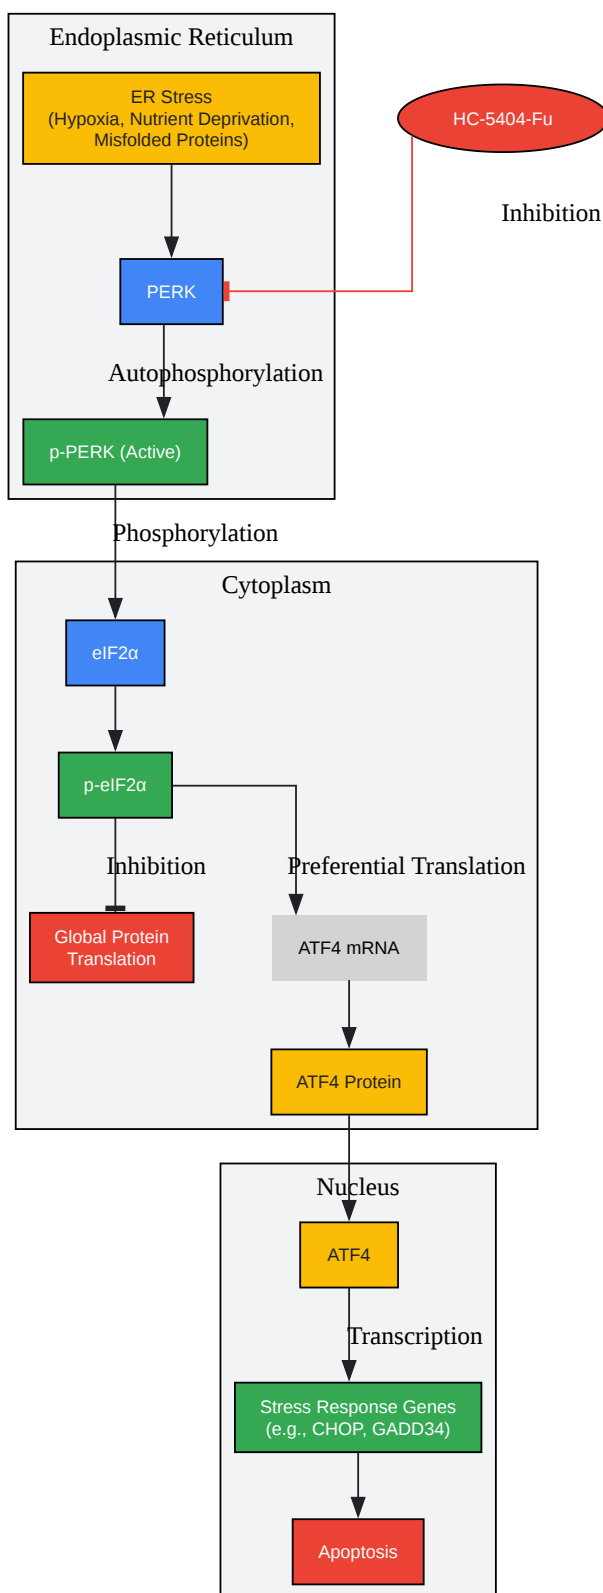 Endoplasmic Reticulum
ER Stress
(Hypoxia, Nutrient Deprivation,
Misfolded Proteins)
HC-5404-Fu
Inhibition
PERK
Autophosphorylation
p-PERK (Active)
Phosphorylation
Cytoplasm
eIF2α
p-eIF2α
Inhibition
Preferential Translation
Global Protein
Translation
ATF4 mRNA
ATF4 Protein
Nucleus
ATF4
Transcription
Stress Response Genes
(e.g., CHOP, GADD34)
Apoptosis